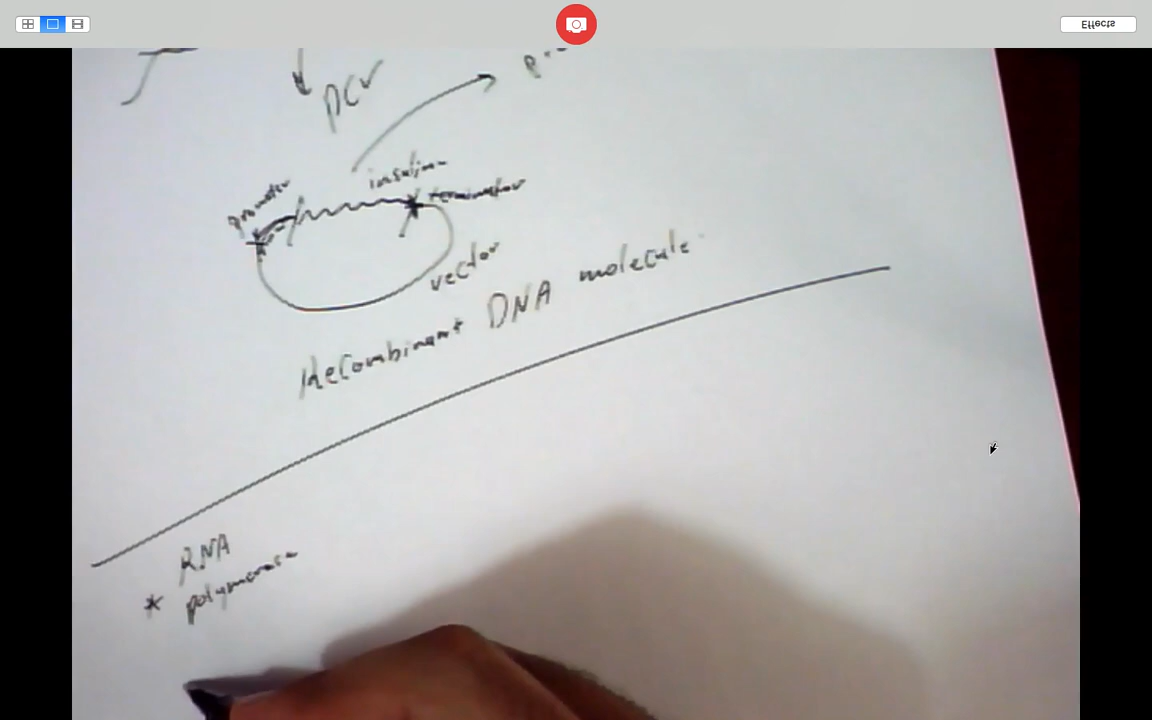 Effects
PCR
insulin
promoter
terminator
vector
Recombinant DNA molecule
* RNA
polymerase